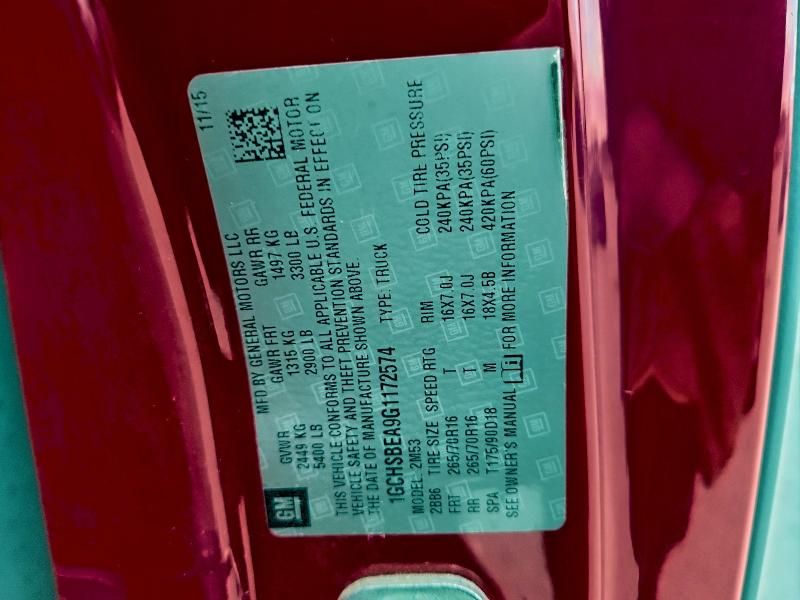 GM
MFD BY GENERAL MOTORS LLC 11/15
GVWR GAWR FRT GAWR RR
2449 KG 1315 KG 1497 KG
5400 LB 2900 LB 3300 LB
THIS VEHICLE CONFORMS TO ALL APPLICABLE U.S. FEDERAL MOTOR
VEHICLE SAFETY AND THEFT PREVENTION STANDARDS IN EFFECT ON
THE DATE OF MANUFACTURE SHOWN ABOVE.
1GCHSBEA9G1172574 TYPE: TRUCK
MODEL: 2M53
2BB6 TIRE-SIZE SPEED RTG RIM COLD TIRE PRESSURE
FRT 265/70R16 T 16X7.0J 240KPA(35PSI)
RR 265/70R16 T 16X7.0J 240KPA(35PSI)
SPA T175/90D18 M 18X4.5B 420KPA(60PSI)
SEE OWNER'S MANUAL i FOR MORE INFORMATION